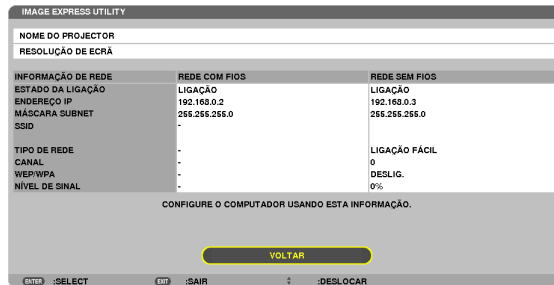 IMAGE EXPRESS UTILITY
NOME DO PROJECTOR
RESOLUÇÃO DE ECRÃ
INFORMAÇÃO DE REDE REDE COM FIOS REDE SEM FIOS
ESTADO DA LIGAÇÃO LIGAÇÃO LIGAÇÃO
ENDEREÇO IP 192.168.0.2 192.168.0.3
MÁSCARA SUBNET 255.255.255.0 255.255.255.0
SSID -
TIPO DE REDE - LIGAÇÃO FÁCIL
CANAL - 0
WEP/WPA - DESLIG.
NÍVEL DE SINAL - 0%
CONFIGURE O COMPUTADOR USANDO ESTA INFORMAÇÃO.
VOLTAR
ENTER :SELECT EXIT :SAIR :DESLOCAR